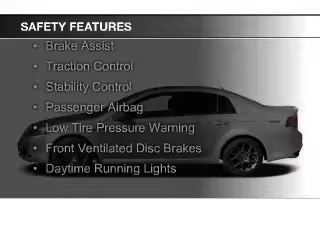 SAFETY FEATURES
• Brake Assist
• Traction Control
• Stability Control
• Passenger Airbag
• Low Tire Pressure Warning
• Front Ventilated Disc Brakes
• Daytime Running Lights